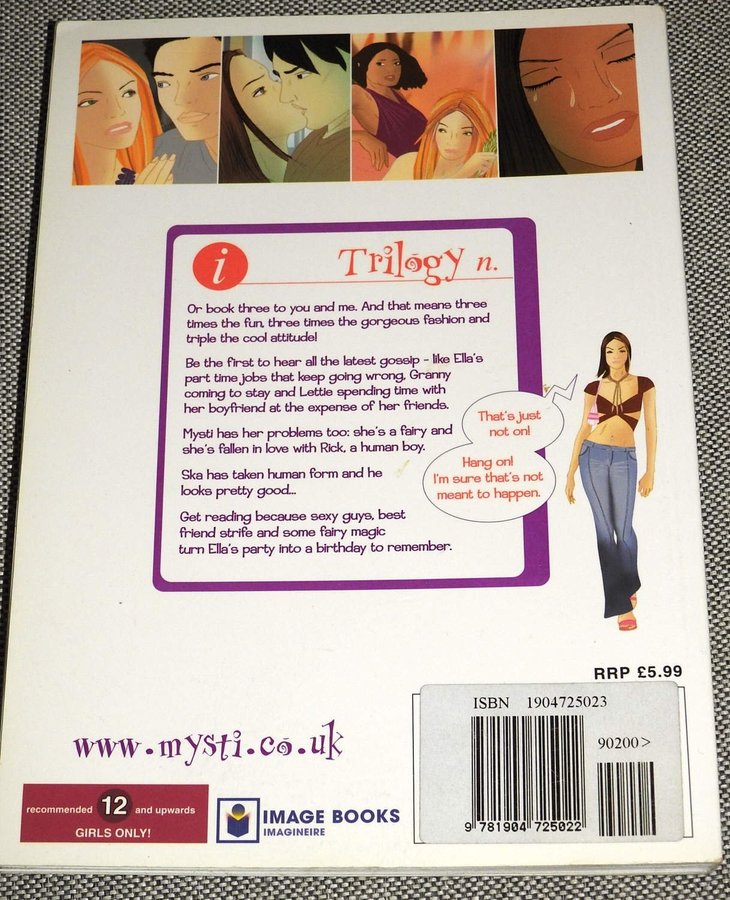 i Trilogy n.
Or book three to you and me. And that means three
times the fun, three times the gorgeous fashion and
triple the cool attitude!
Be the first to hear all the latest gossip – like Ella's
part time jobs that keep going wrong, Granny
coming to stay and Lettie spending time with
her boyfriend at the expense of her friends.
Mysti has her problems too: she's a fairy and
she's fallen in love with Rick, a human boy.
Ska has taken human form and he
looks pretty good...
Get reading because sexy guys, best
friend strife and some fairy magic
turn Ella's party into a birthday to remember.
That's just
not on!
Hang on!
I'm sure that's not
meant to happen.
RRP £5.99
ISBN 1904725023
90200>
9 781904 725022
www.mysti.co.uk
recommended 12 and upwards
GIRLS ONLY!
IMAGE BOOKS
IMAGINEIRE